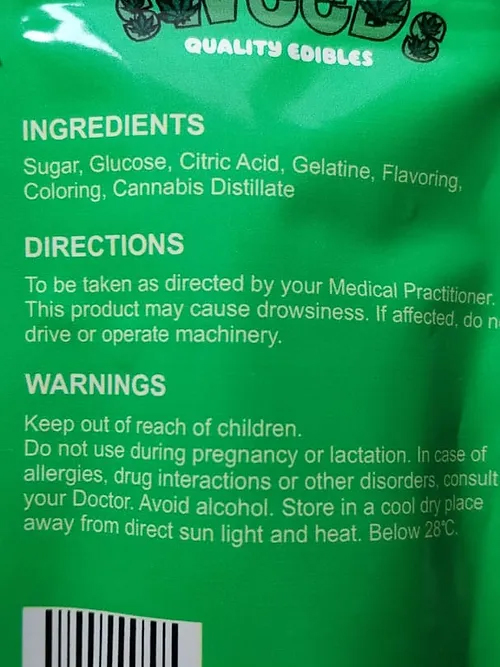 QUALITY EDIBLES
INGREDIENTS
Sugar, Glucose, Citric Acid, Gelatine, Flavoring,
Coloring, Cannabis Distillate
DIRECTIONS
To be taken as directed by your Medical Practitioner.
This product may cause drowsiness. If affected, do
drive or operate machinery.
WARNINGS
Keep out of reach of children.
Do not use during pregnancy or lactation. In case of
allergies, drug interactions or other disorders, consult
your Doctor. Avoid alcohol. Store in a cool dry place
away from direct sun light and heat. Below 28°C.